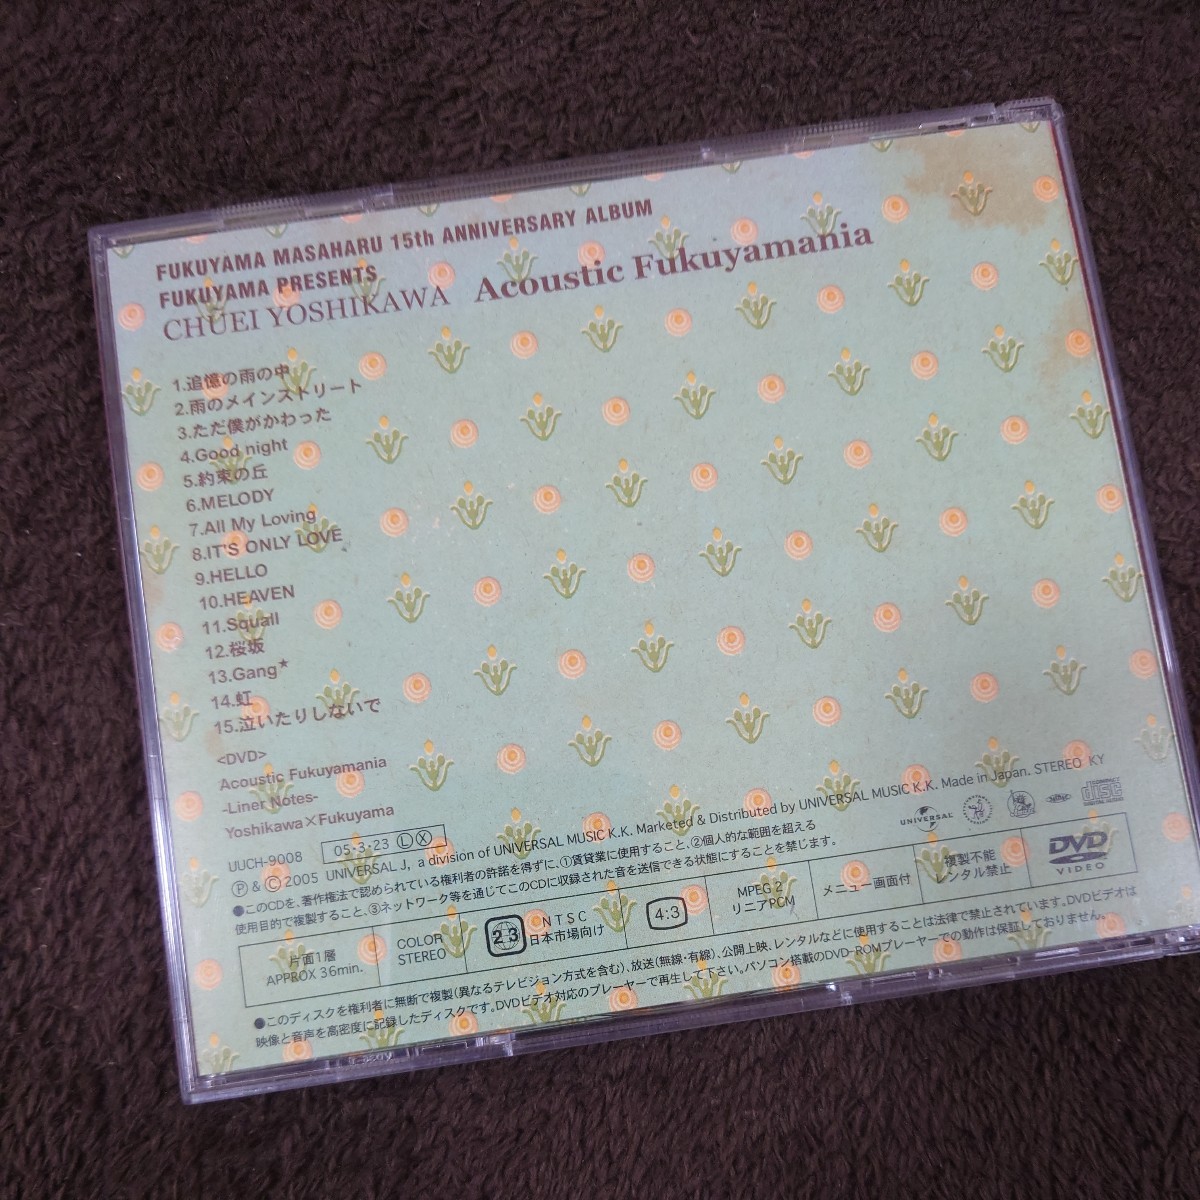 FUKUYAMA MASAHARU 15th ANNIVERSARY ALBUM
FUKUYAMA PRESENTS
CHUEI YOSHIKAWA Acoustic Fukuyamania
1.追憶の雨の中
2.雨のメインストリート
3.ただ僕がかわった
4.Good night
5.約束の丘
6.MELODY
7.All My Loving
8.IT'S ONLY LOVE
9.HELLO
10.HEAVEN
11.Squall
12.桜坂
13.Gang★
14.虹
15.泣いたりしないで
<DVD>
Acoustic Fukuyamania
-Liner Notes-
Yoshikawa×Fukuyama
UUCH-9008 05・3・23 Ⓛ Ⓧ
Ⓟ & Ⓒ 2005 UNIVERSAL J, a division of UNIVERSAL MUSIC K.K. Marketed & Distributed by UNIVERSAL MUSIC K.K. Made in Japan. STEREO KY
●このCDを、著作権法で認められている権利者の許諾を得ずに、①賃貸業に使用すること、②個人的な範囲を超える
使用目的で複製すること、③ネットワーク等を通じてこのCDに収録された音を送信できる状態にすることを禁じます。
UNIVERSAL
disc
片面1層
APPROX 36min.
COLOR
STEREO
2 3
NTSC
日本市場向け
4:3
MPEG 2
リニアPCM
メニュー画面付
複製不能
レンタル禁止
DVD
VIDEO
●このディスクを権利者に無断で複製(異なるテレビジョン方式を含む)、放送(無線・有線)、公開上映、レンタルなどに使用することは法律で禁止されています。DVDビデオは
映像と音声を高密度に記録したディスクです。DVDビデオ対応のプレーヤーで再生して下さい。パソコン搭載のDVD-ROMプレーヤーでの動作は保証しておりません。